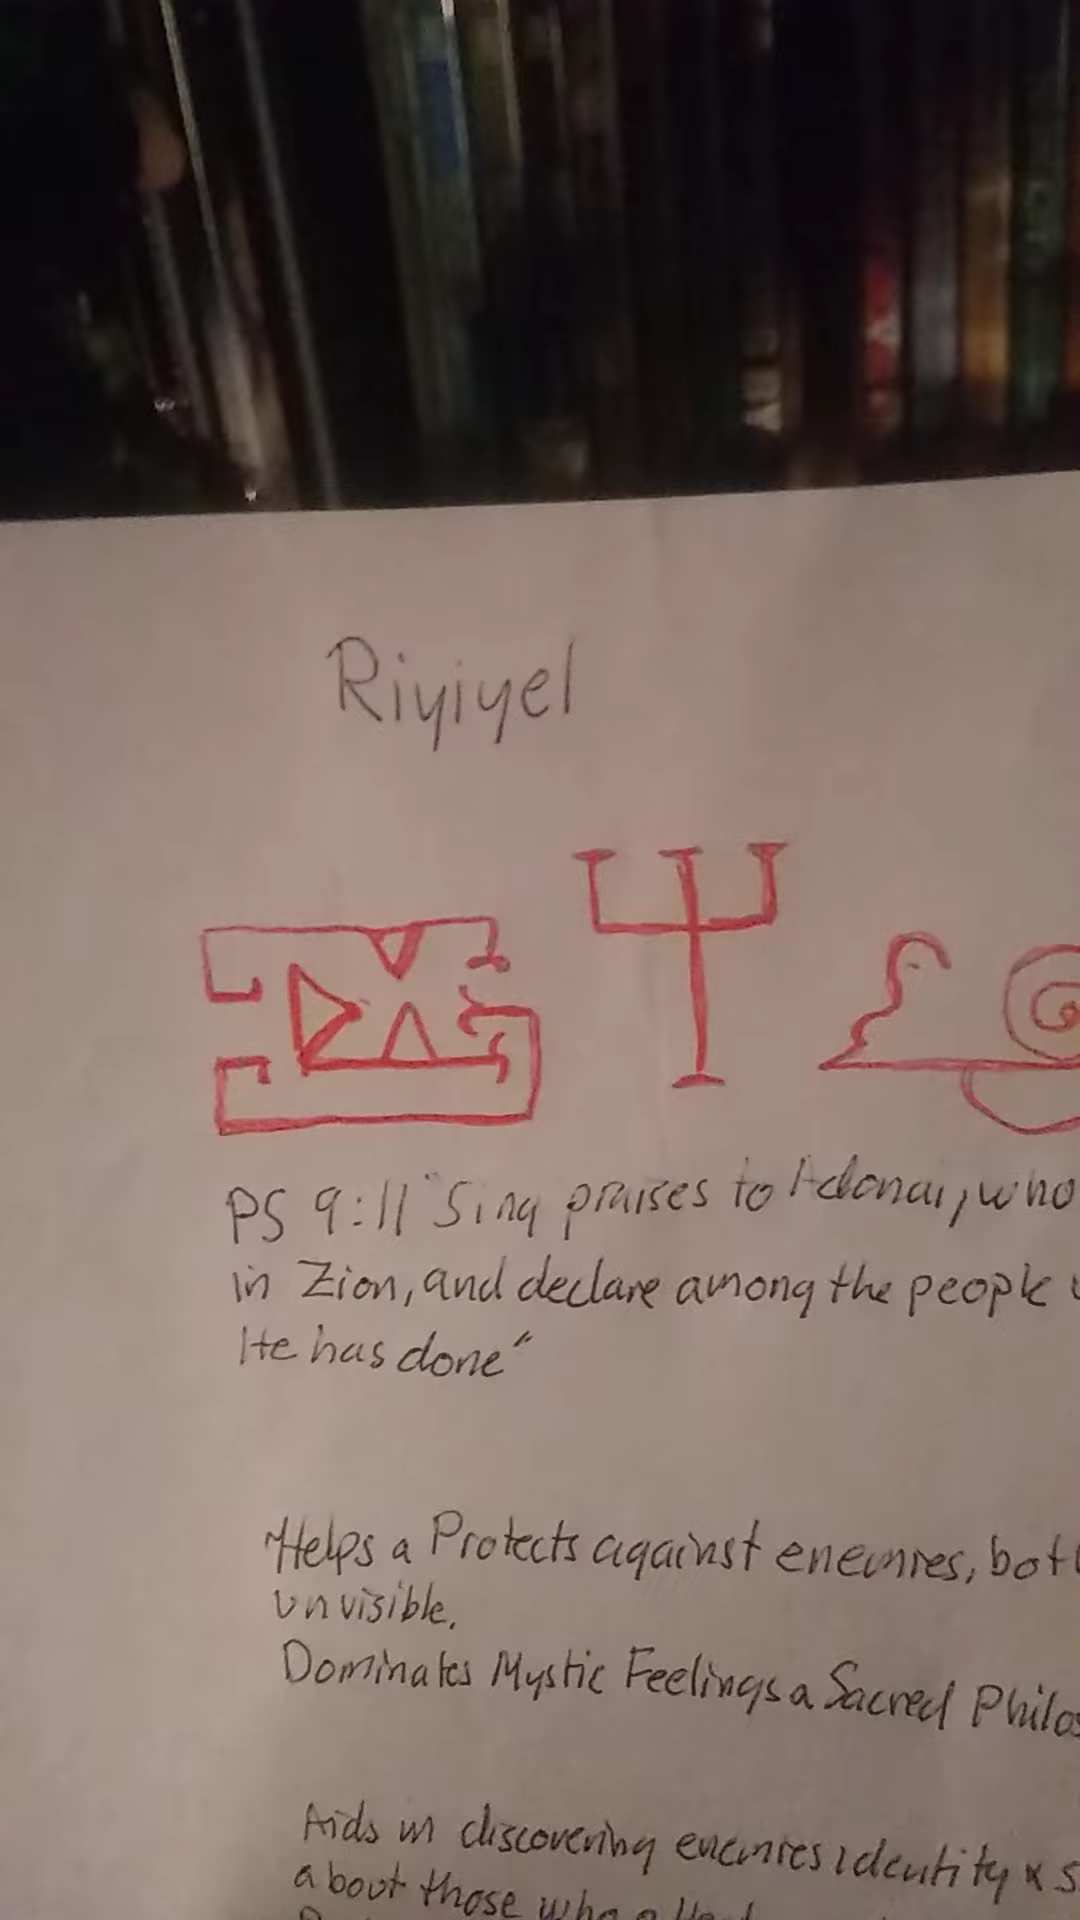 Riyiyel
PS 9:11 "Sing praises to Adonai, who
in Zion, and declare among the people
He has done"
Helps a Protects against enemies,
unvisible.
Dominates Mystic Feelings a Sacred
Aids in discovering enemies identity &
about those who